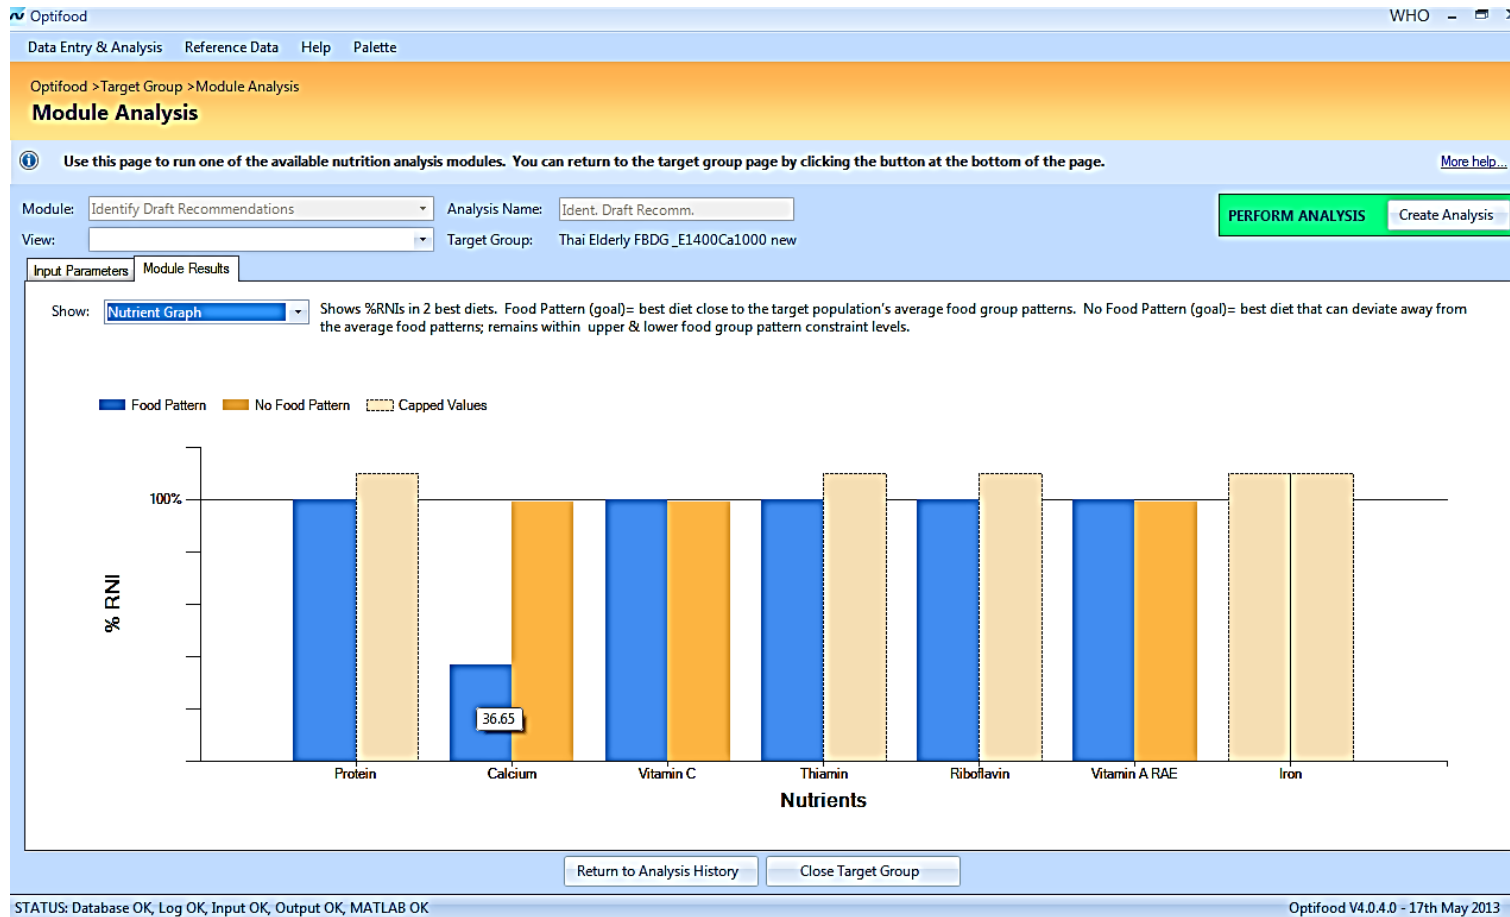 Optifood
WHO
Data Entry & Analysis Reference Data Help Palette
Optifood >Target Group >Module Analysis
Module Analysis
Use this page to run one of the available nutrition analysis modules. You can return to the target group page by clicking the button at the bottom of the page.
More help...
Module: Identify Draft Recommendations Analysis Name: Ident. Draft Recomm.
PERFORM ANALYSIS Create Analysis
View: Target Group: Thai Elderly FBDG_E1400Ca1000 new
Input Parameters Module Results
Show: Nutrient Graph
Shows %RNIs in 2 best diets. Food Pattern (goal)= best diet close to the target population's average food group patterns. No Food Pattern (goal)= best diet that can deviate away from
the average food patterns; remains within upper & lower food group pattern constraint levels.
Food Pattern No Food Pattern Capped Values
100%
% RNI
36.65
Protein Calcium Vitamin C Thiamin Riboflavin Vitamin A RAE Iron
Nutrients
Return to Analysis History Close Target Group
STATUS: Database OK, Log OK, Input OK, Output OK, MATLAB OK
Optifood V4.0.4.0 - 17th May 2013